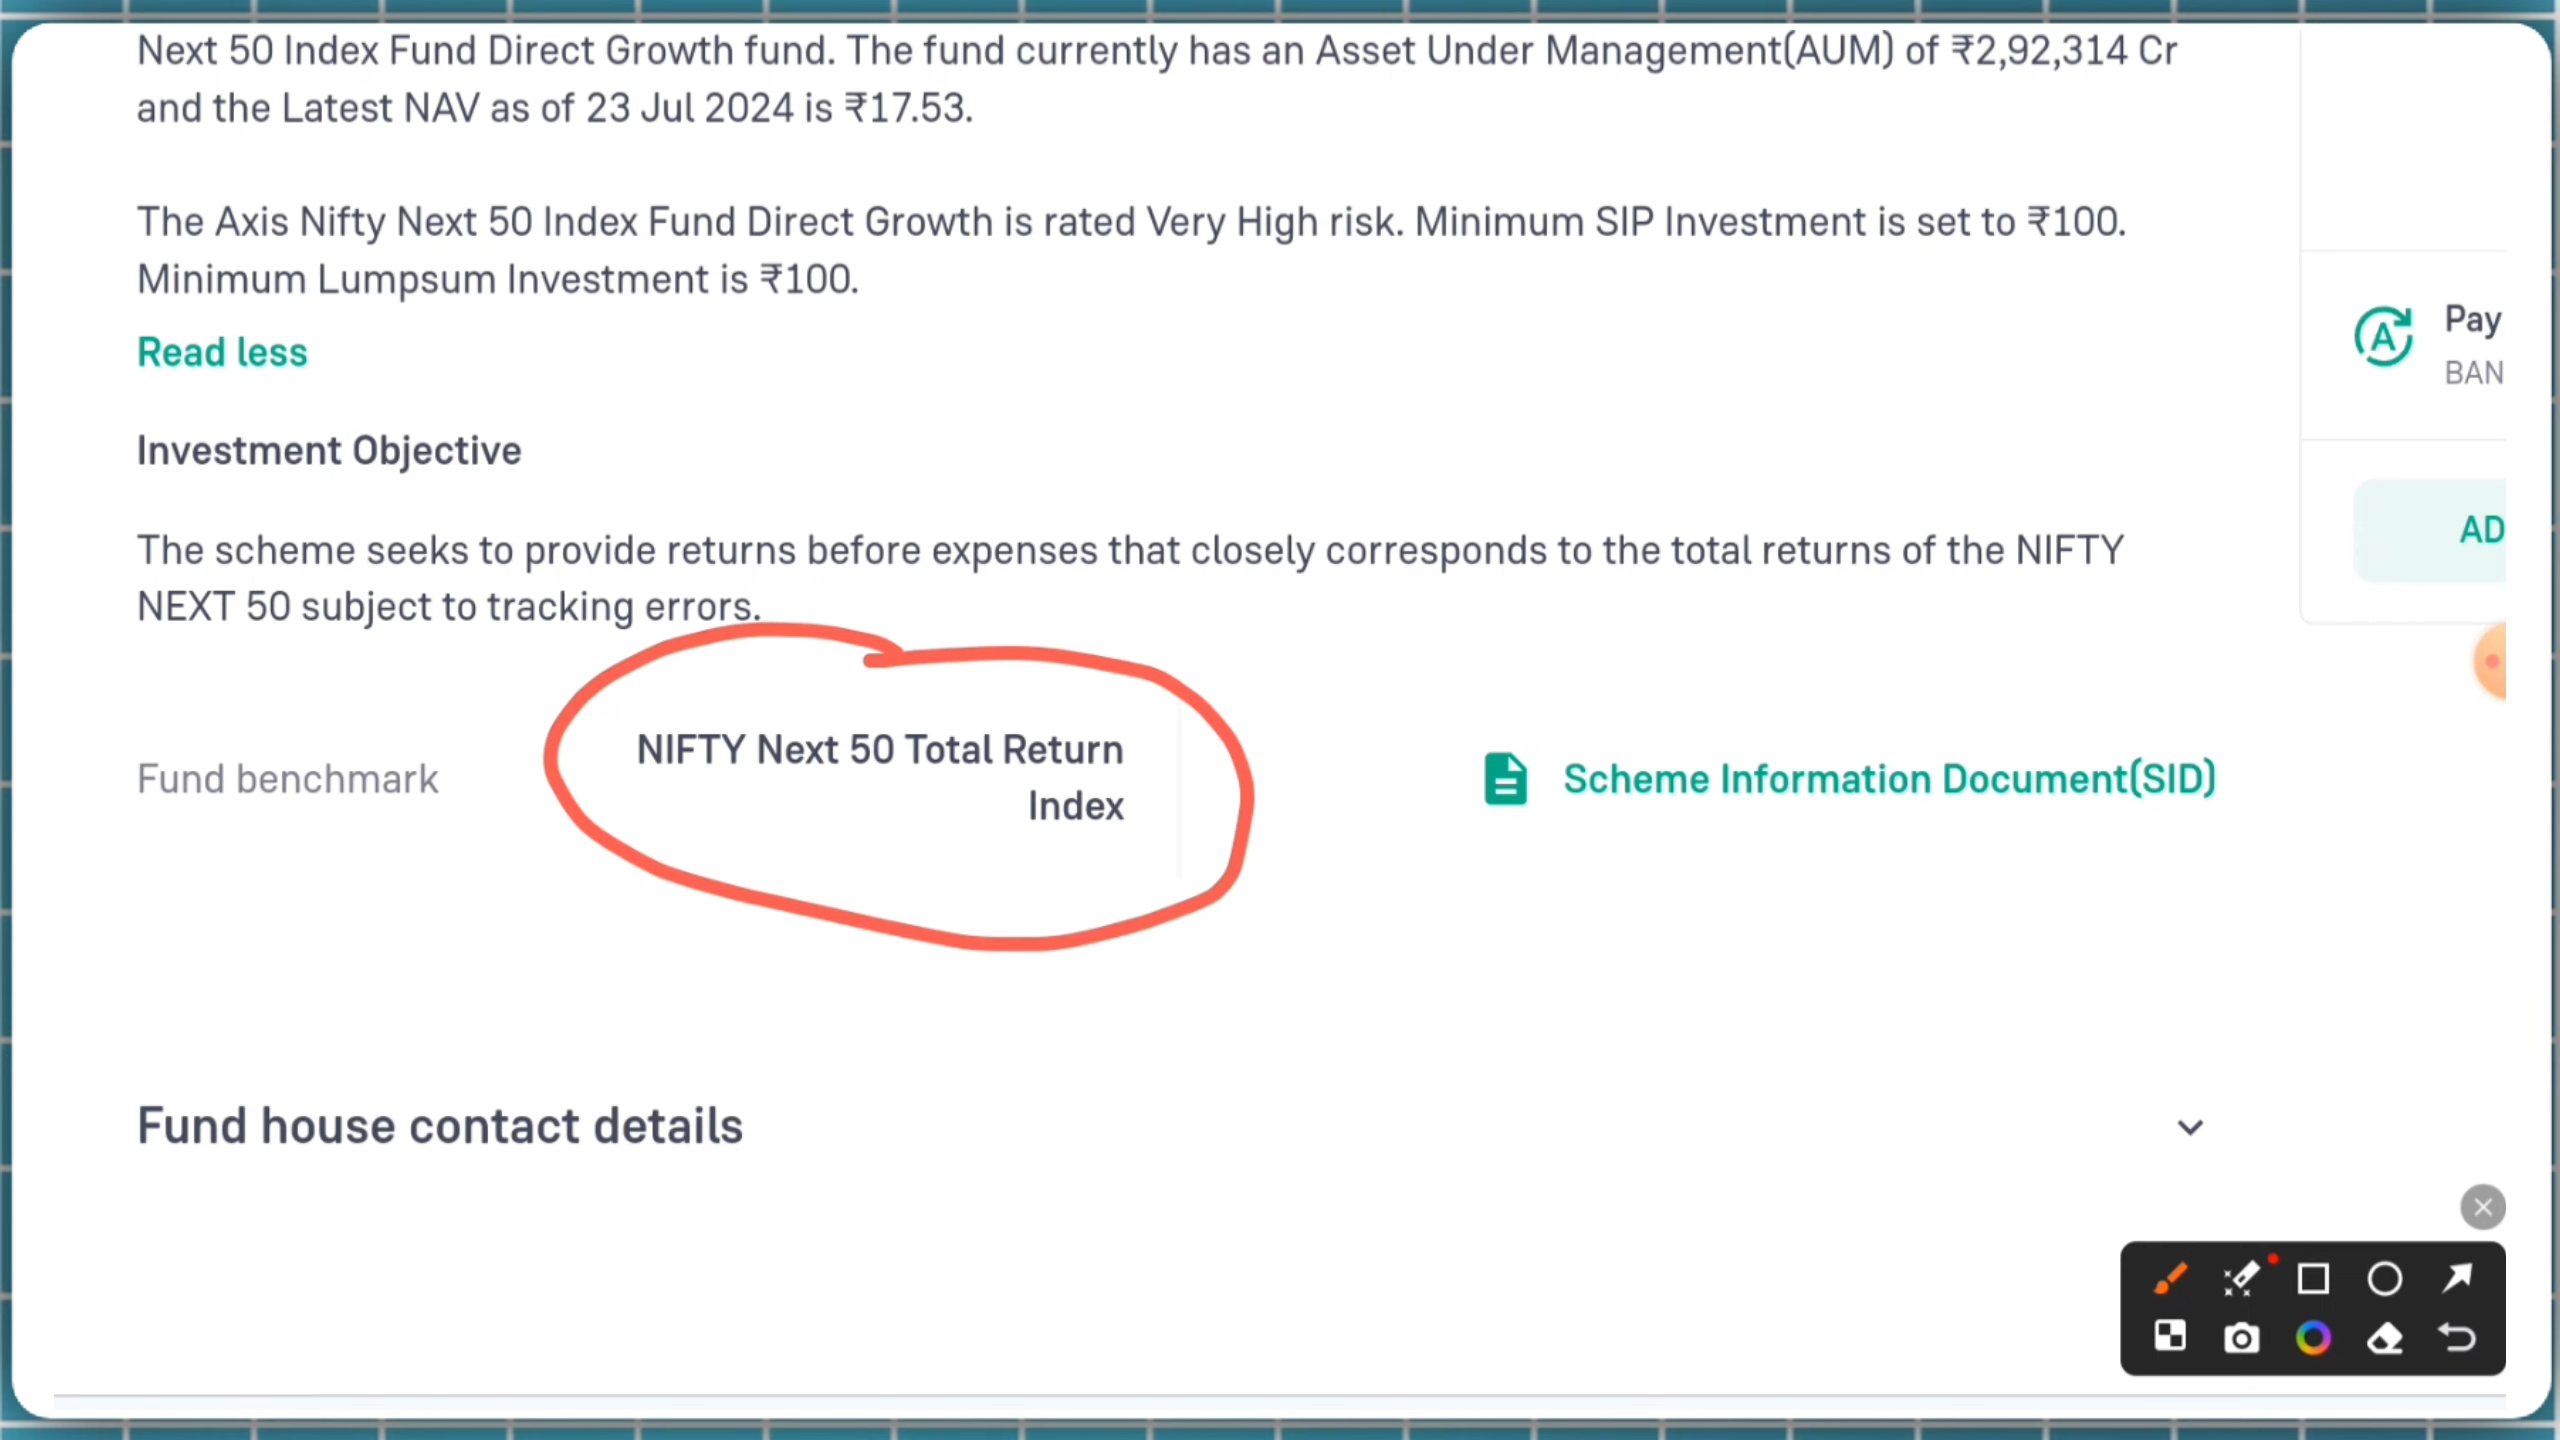 Next 50 Index Fund Direct Growth fund. The fund currently has an Asset Under Management(AUM) of ₹2,92,314 Cr
and the Latest NAV as of 23 Jul 2024 is ₹17.53.
The Axis Nifty Next 50 Index Fund Direct Growth is rated Very High risk. Minimum SIP Investment is set to ₹100.
Minimum Lumpsum Investment is ₹100.
Read less
Pay
BAN
Investment Objective
AD
The scheme seeks to provide returns before expenses that closely corresponds to the total returns of the NIFTY
NEXT 50 subject to tracking errors.
Fund benchmark
NIFTY Next 50 Total Return
Index
Scheme Information Document(SID)
Fund house contact details